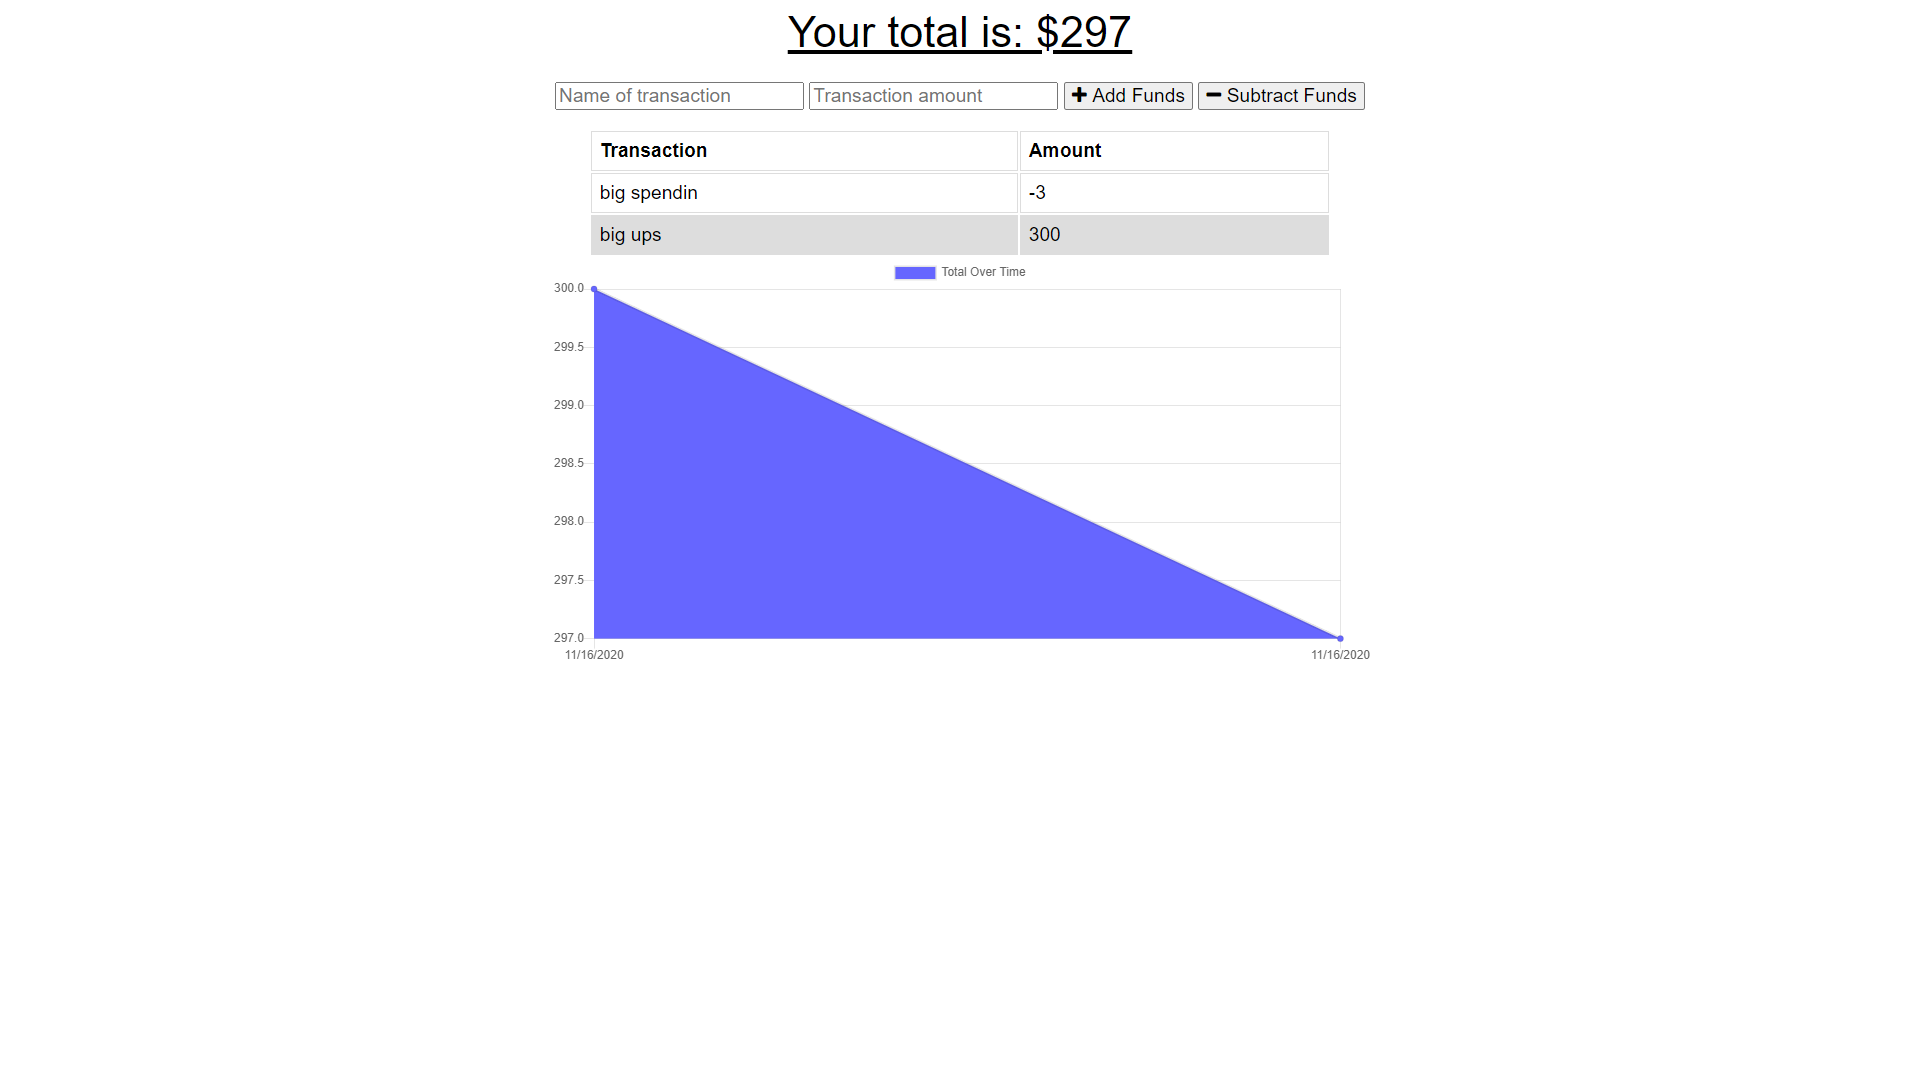 Your total is: $297
Name of transaction Transaction amount Add Funds Subtract Funds
Transaction Amount
big spendin -3
big ups 300
Total Over Time
300.0
299.5
299.0
298.5
298.0
297.5
297.0
11/16/2020 11/16/2020